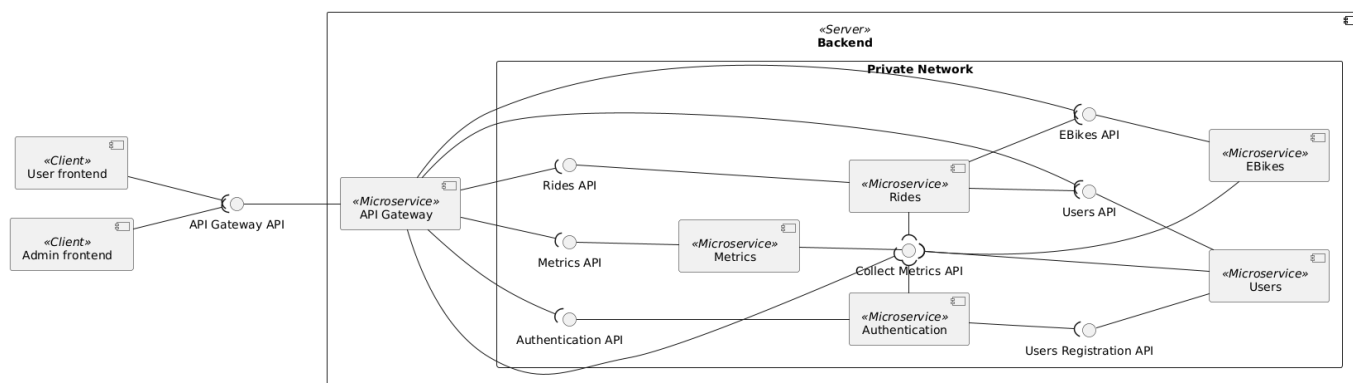 «Server»
Backend
Private Network
«Client»
User frontend
«Client»
Admin frontend
API Gateway API
«Microservice»
API Gateway
Rides API
Metrics API
Authentication API
«Microservice»
Metrics
«Microservice»
Rides
Collect Metrics API
«Microservice»
Authentication
EBikes API
Users API
Users Registration API
«Microservice»
EBikes
«Microservice»
Users